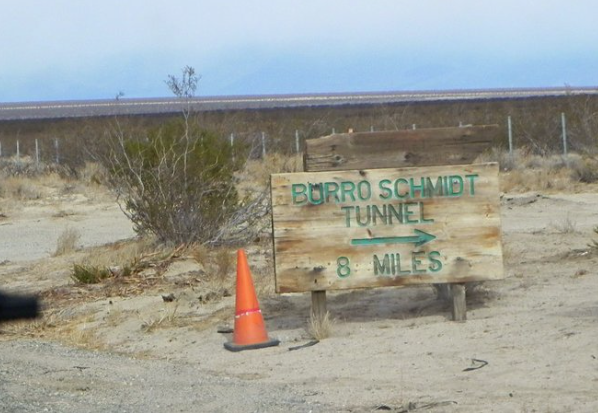 BURRO SCHMIDT
TUNNEL
8 MILES